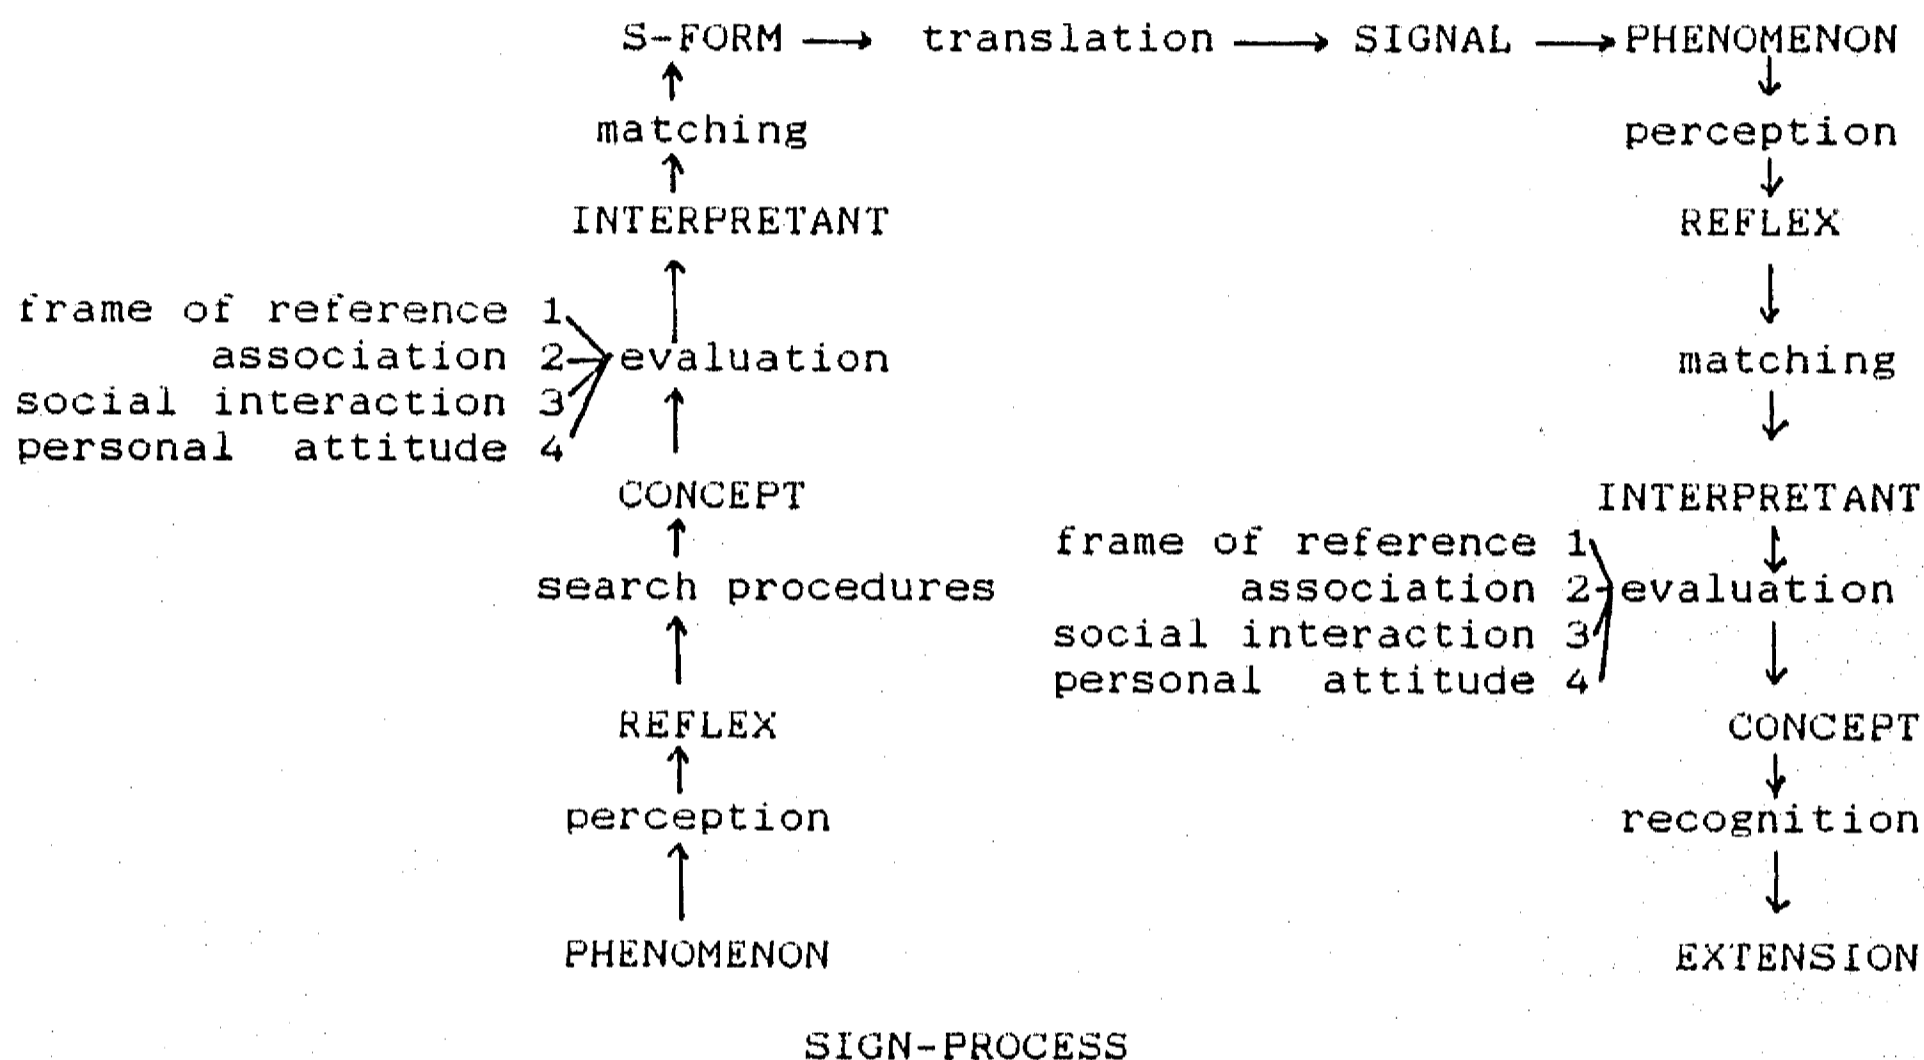 S-FORM → translation → SIGNAL → PHENOMENON
matching
perception
INTERPRETANT
REFLEX
frame of reference 1
association 2 evaluation
matching
social interaction 3
personal attitude 4
CONCEPT
INTERPRETANT
frame of reference 1
search procedures
association 2 evaluation
social interaction 3
personal attitude 4
REFLEX
CONCEPT
perception
recognition
PHENOMENON
EXTENSION
SIGN-PROCESS